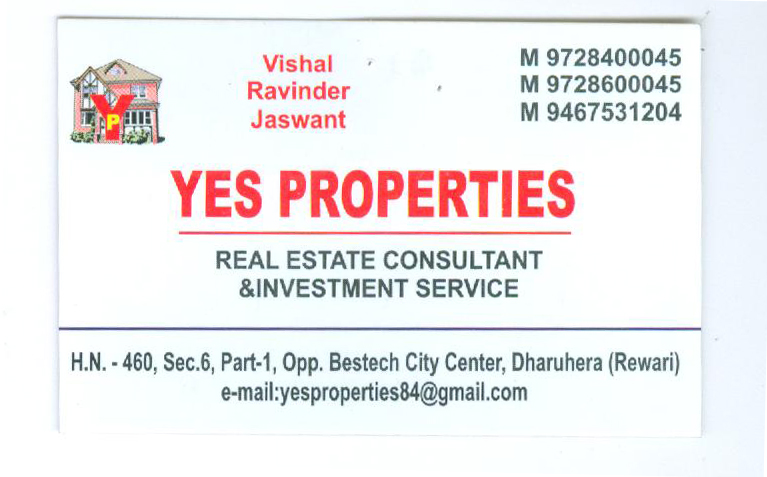 Vishal
Ravinder
Jaswant
M 9728400045
M 9728600045
M 9467531204
YP
YES PROPERTIES
REAL ESTATE CONSULTANT
&INVESTMENT SERVICE
H.N. - 460, Sec.6, Part-1, Opp. Bestech City Center, Dharuhera (Rewari)
e-mail:yesproperties84@gmail.com